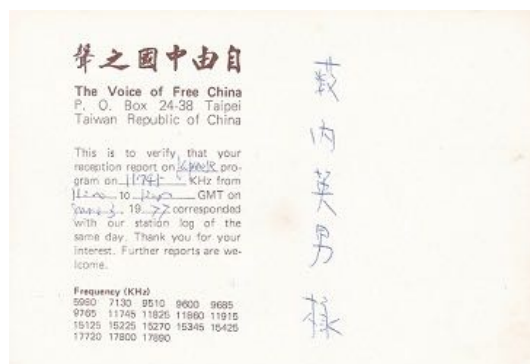 自由中國之聲
The Voice of Free China
P. O. Box 24-38 Taipei
Taiwan Republic of China
This is to verify that your
reception report on pro-
gram on 11745 KHz from
to GMT on
19 77 corresponded
with our station log of the
same day. Thank you for your
interest. Further reports are we-
lcome.
Frequency (KHz)
5980 7130 9510 9600 9685
9765 11745 11825 11860 11915
15125 15225 15270 15345 15425
17720 17800 17890
薮内英男様